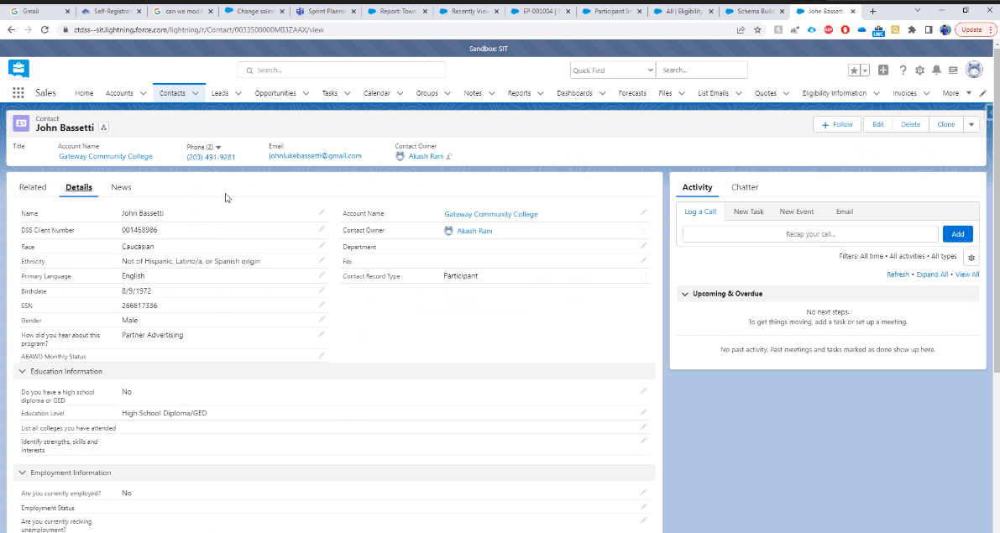 Gmail
Self-Registrat
can we modif
Change sales
Sprint Plannin
Report: Town
Recently View
EP-001004 | S
Participant Inf
All | Eligibility
Schema Builde
John Bassetti
ctdss--sit.lightning.force.com/lightning/r/Contact/0033500000MII3ZAAX/view
Update
Sandbox: SIT
Search...
Quick Find
Search...
Sales
Home
Accounts
Contacts
Leads
Opportunities
Tasks
Calendar
Groups
Notes
Reports
Dashboards
Forecasts
Files
List Emails
Quotes
Eligibility Information
Invoices
More
Contact
John Bassetti
+ Follow
Edit
Delete
Clone
Title
Account Name
Gateway Community College
Phone (2)
(203) 491-9281
Email
johnlukebassetti@gmail.com
Contact Owner
Akash Rani
Related
Details
News
Name
John Bassetti
DSS Client Number
001468986
Race
Caucasian
Ethnicity
Not of Hispanic, Latino/a, or Spanish origin
Primary Language
English
Birthdate
8/9/1972
SSN
266617336
Gender
Male
How did you hear about this
program?
Partner Advertising
ABAWD Monthly Status
Account Name
Gateway Community College
Contact Owner
Akash Rani
Department
Fax
Contact Record Type
Participant
Education Information
Do you have a high school
diploma or GED
No
Education Level
High School Diploma/GED
List all colleges you have attended
Identify strengths, skills and
interests
Employment Information
Are you currently employed?
No
Employment Status
Are you currently reciving
unemployment?
Activity
Chatter
Log a Call
New Task
New Event
Email
Recap your call...
Add
Filters: All time • All activities • All types
Refresh • Expand All • View All
Upcoming & Overdue
No next steps.
To get things moving, add a task or set up a meeting.
No past activity. Past meetings and tasks marked as done show up here.